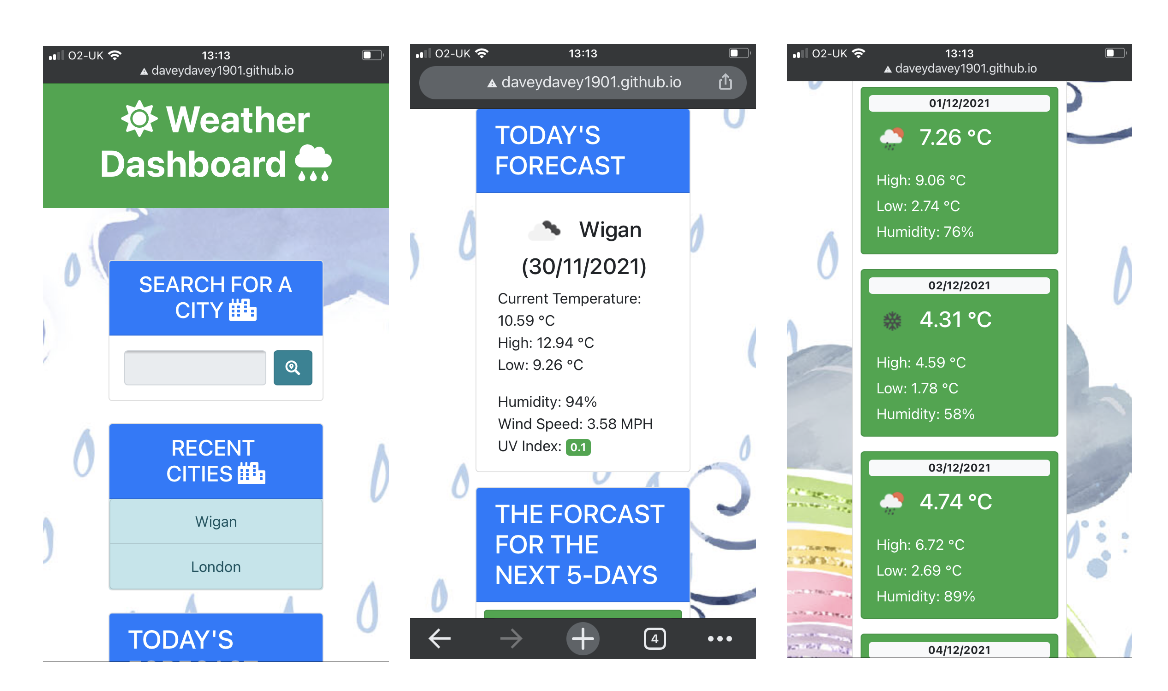 O2-UK 13:13
daveydavey1901.github.io
Weather
Dashboard
SEARCH FOR A
CITY
RECENT
CITIES
Wigan
London
TODAY'S
FORECAST
O2-UK 13:13
daveydavey1901.github.io
TODAY'S
FORECAST
Wigan
(30/11/2021)
Current Temperature:
10.59 °C
High: 12.94 °C
Low: 9.26 °C
Humidity: 94%
Wind Speed: 3.58 MPH
UV Index: 0.1
THE FORCAST
FOR THE
NEXT 5-DAYS
4
O2-UK 13:13
daveydavey1901.github.io
01/12/2021
7.26 °C
High: 9.06 °C
Low: 2.74 °C
Humidity: 76%
02/12/2021
4.31 °C
High: 4.59 °C
Low: 1.78 °C
Humidity: 58%
03/12/2021
4.74 °C
High: 6.72 °C
Low: 2.69 °C
Humidity: 89%
04/12/2021